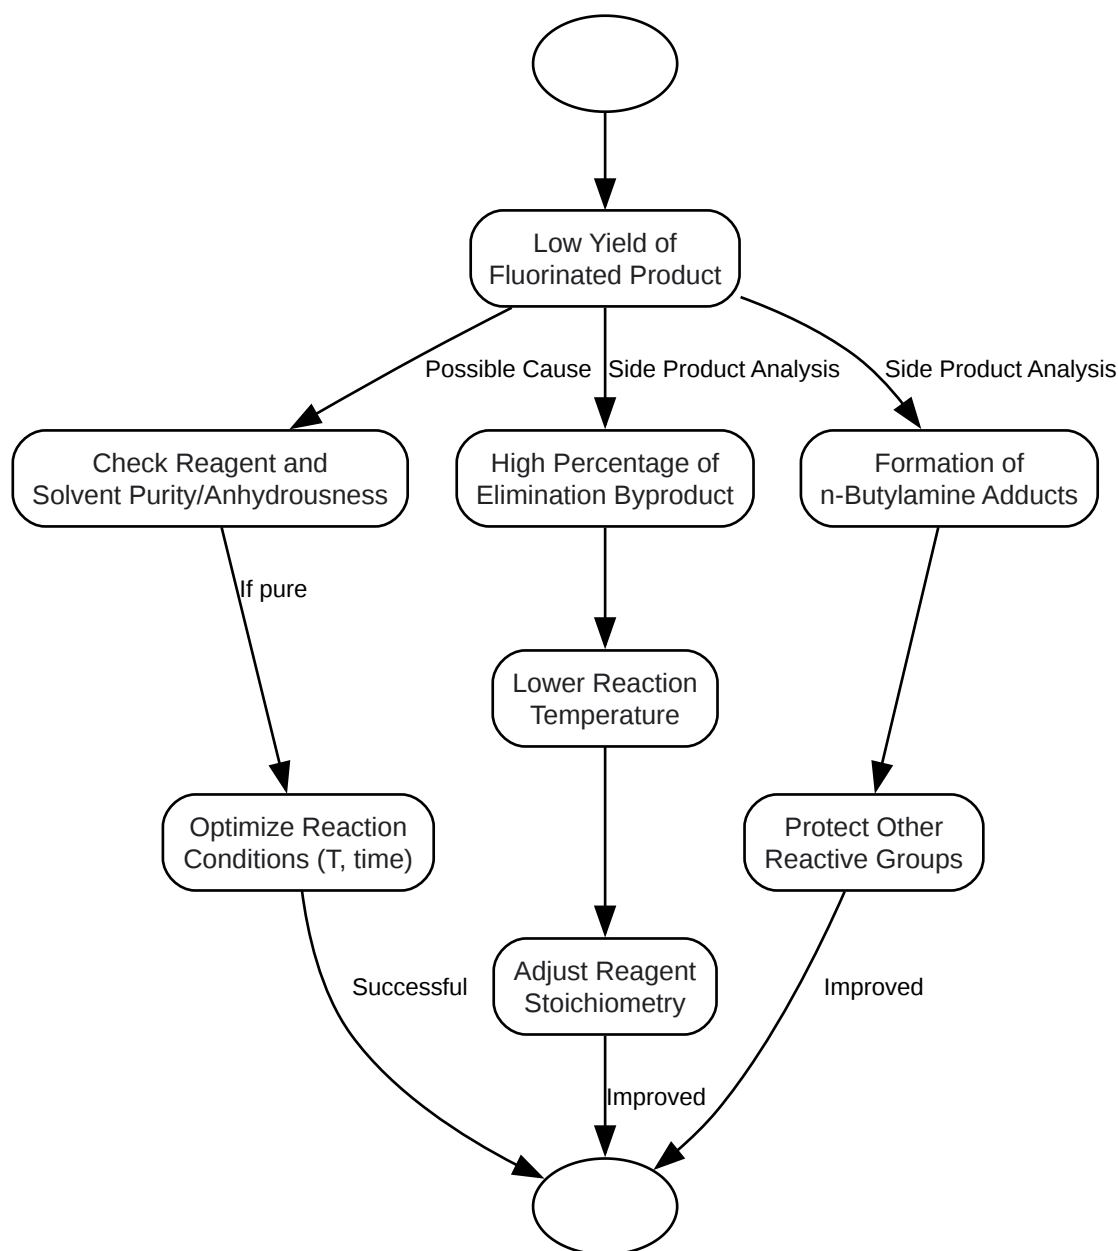 Low Yield of
Fluorinated Product
Possible Cause
Side Product Analysis
Side Product Analysis
Check Reagent and
Solvent Purity/Anhydrousness
High Percentage of
Elimination Byproduct
Formation of
n-Butylamine Adducts
If pure
Lower Reaction
Temperature
Optimize Reaction
Conditions (T, time)
Protect Other
Reactive Groups
Adjust Reagent
Stoichiometry
Successful
Improved
Improved